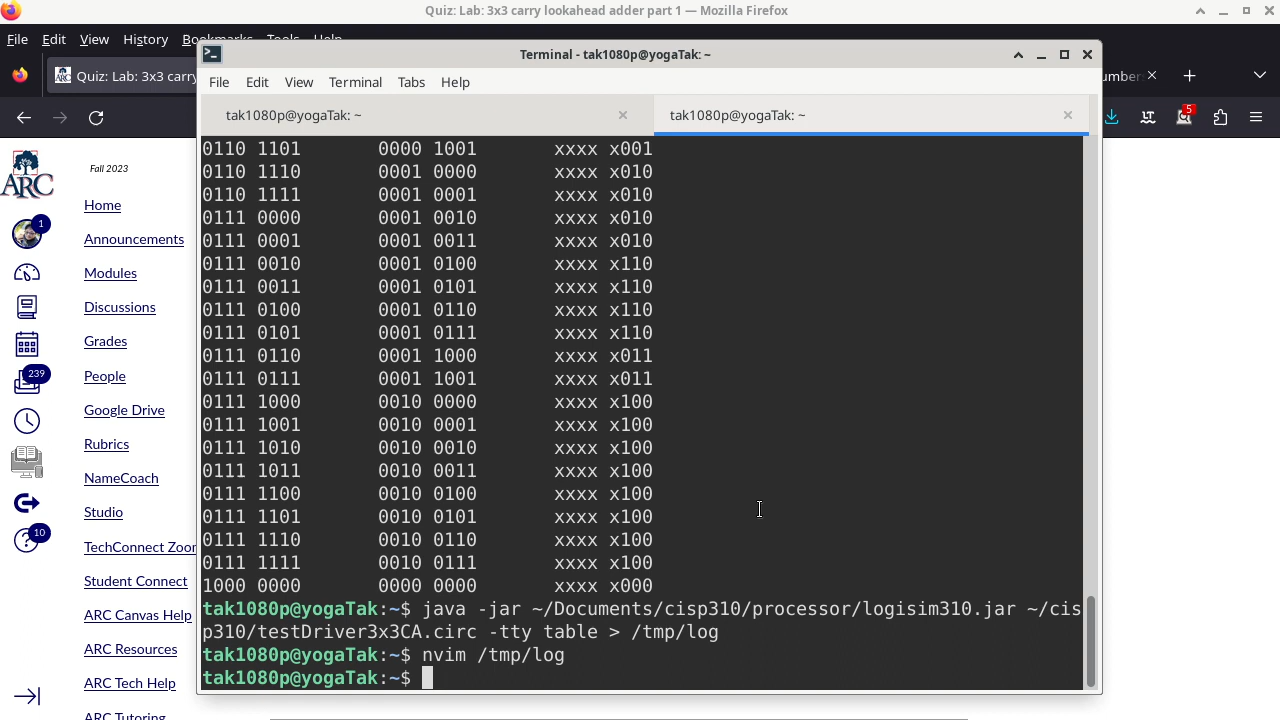 Quiz: Lab: 3x3 carry lookahead adder part 1 — Mozilla Firefox
File Edit View History Bookmarks Tools Help
Terminal - tak1080p@yogaTak: ~
Quiz: Lab: 3x3 carry
umbers
5
File Edit View Terminal Tabs Help
tak1080p@yogaTak: ~
tak1080p@yogaTak: ~
ARC
Fall 2023
Home
1
Announcements
Modules
Discussions
Grades
239
People
Google Drive
Rubrics
NameCoach
Studio
10
TechConnect Zoom
Student Connect
ARC Canvas Help
ARC Resources
ARC Tech Help
ARC Tutoring
0110 1101 0000 1001 xxxx x001
0110 1110 0001 0000 xxxx x010
0110 1111 0001 0001 xxxx x010
0111 0000 0001 0010 xxxx x010
0111 0001 0001 0011 xxxx x010
0111 0010 0001 0100 xxxx x110
0111 0011 0001 0101 xxxx x110
0111 0100 0001 0110 xxxx x110
0111 0101 0001 0111 xxxx x110
0111 0110 0001 1000 xxxx x011
0111 0111 0001 1001 xxxx x011
0111 1000 0010 0000 xxxx x100
0111 1001 0010 0001 xxxx x100
0111 1010 0010 0010 xxxx x100
0111 1011 0010 0011 xxxx x100
0111 1100 0010 0100 xxxx x100
0111 1101 0010 0101 xxxx x100
0111 1110 0010 0110 xxxx x100
0111 1111 0010 0111 xxxx x100
1000 0000 0000 0000 xxxx x000
tak1080p@yogaTak:~$ java -jar ~/Documents/cisp310/processor/logisim310.jar ~/cis
p310/testDriver3x3CA.circ -tty table > /tmp/log
tak1080p@yogaTak:~$ nvim /tmp/log
tak1080p@yogaTak:~$